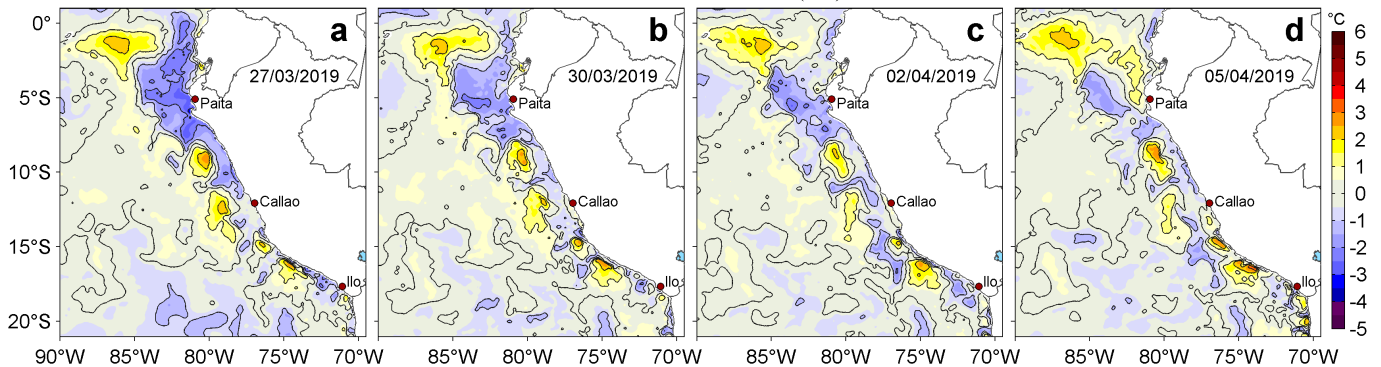 a b c d
°C
27/03/2019 30/03/2019 02/04/2019 05/04/2019
Paita Paita Paita Paita
Callao Callao Callao Callao
Ilo Ilo Ilo Ilo
0°
5°S
10°S
15°S
20°S
90°W 85°W 80°W 75°W 70°W 85°W 80°W 75°W 70°W 85°W 80°W 75°W 70°W 85°W 80°W 75°W 70°W
6
5
4
3
2
1
0
-1
-2
-3
-4
-5